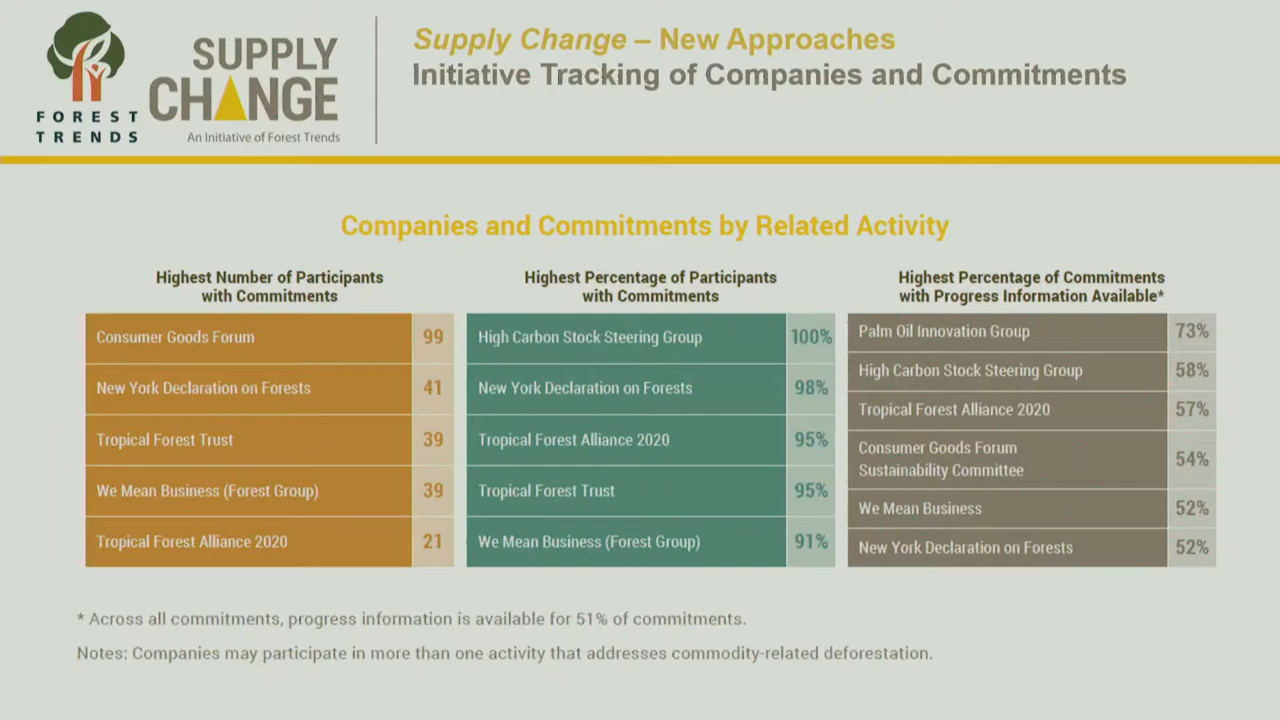 FOREST
TRENDS
SUPPLY
CHANGE
An Initiative of Forest Trends
Supply Change – New Approaches
Initiative Tracking of Companies and Commitments
Companies and Commitments by Related Activity
Highest Number of Participants
with Commitments
Consumer Goods Forum 99
New York Declaration on Forests 41
Tropical Forest Trust 39
We Mean Business (Forest Group) 39
Tropical Forest Alliance 2020 21
Highest Percentage of Participants
with Commitments
High Carbon Stock Steering Group 100%
New York Declaration on Forests 98%
Tropical Forest Alliance 2020 95%
Tropical Forest Trust 95%
We Mean Business (Forest Group) 91%
Highest Percentage of Commitments
with Progress Information Available*
Palm Oil Innovation Group 73%
High Carbon Stock Steering Group 58%
Tropical Forest Alliance 2020 57%
Consumer Goods Forum
Sustainability Committee 54%
We Mean Business 52%
New York Declaration on Forests 52%
* Across all commitments, progress information is available for 51% of commitments.
Notes: Companies may participate in more than one activity that addresses commodity-related deforestation.